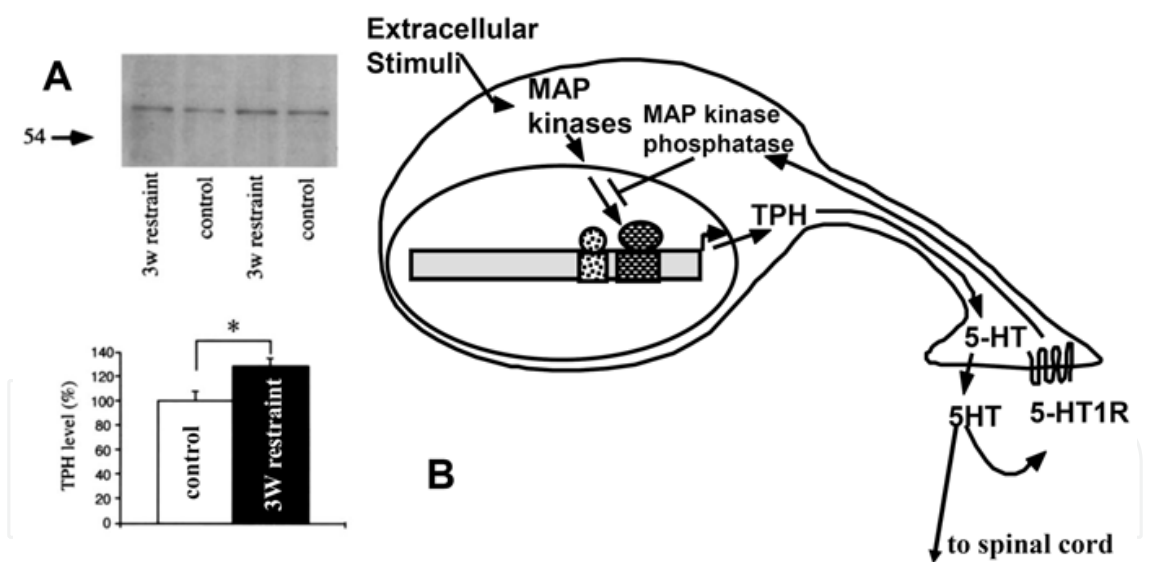 A
54
3w restraint
control
3w restraint
control
*
TPH level (%)
140
120
100
80
60
40
20
0
control
3W restraint
B
Extracellular
Stimuli
MAP
kinases
MAP kinase
phosphatase
TPH
5-HT
5HT
5-HT1R
to spinal cord